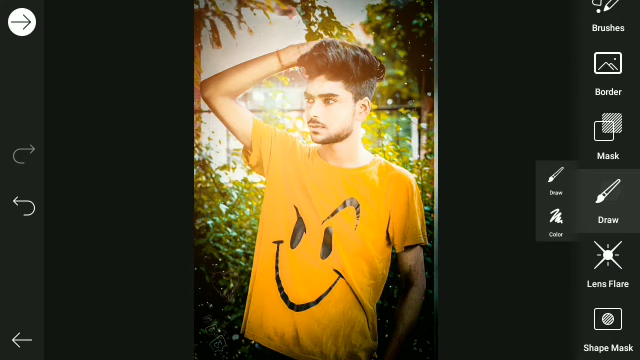 Brushes
Border
Mask
Draw
Draw
Color
Lens Flare
Shape Mask